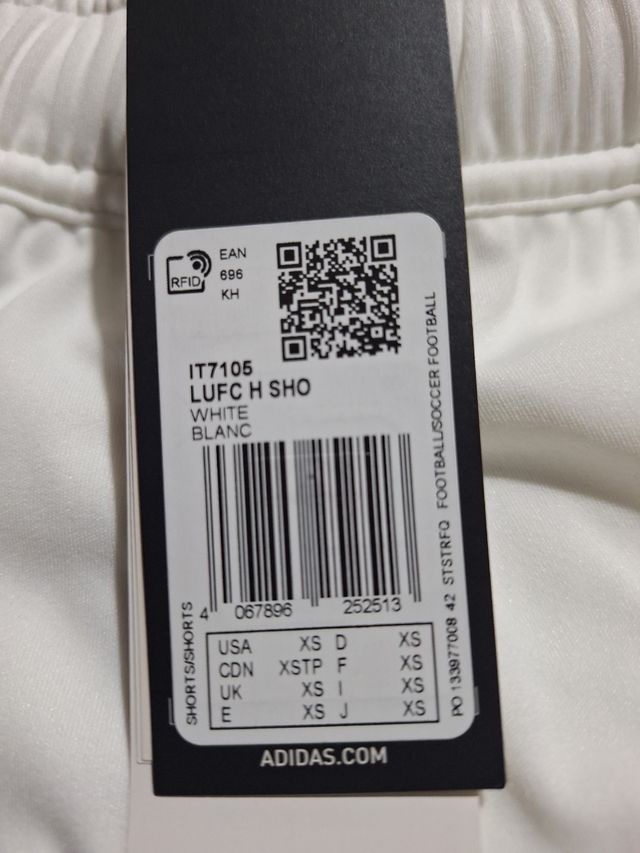 RFID
EAN
696
KH
IT7105
LUFC H SHO
WHITE
BLANC
4 067896 252513
SHORTS/SHORTS
USA XS D XS
CDN XSTP F XS
UK XS I XS
E XS J XS
PO 133977008 42 STSTRFQ FOOTBALL/SOCCER FOOTBALL
ADIDAS.COM